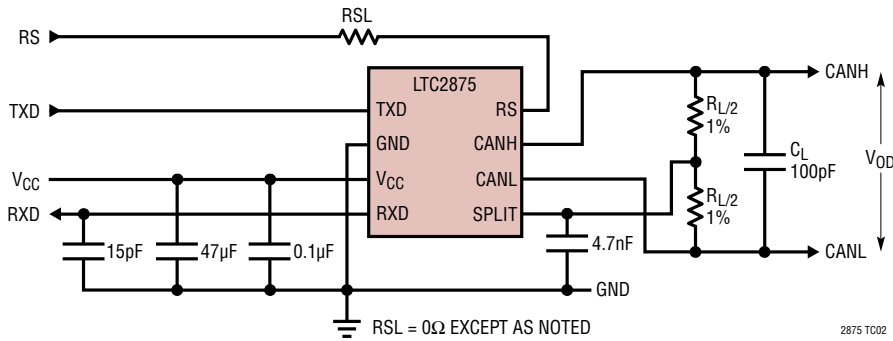 RSL
RS
LTC2875
TXD
TXD
RS
GND
CANH
VCC
VCC
CANL
RXD
RXD
SPLIT
15pF
47µF
0.1µF
4.7nF
GND
RL/2
1%
RL/2
1%
CL
100pF
CANH
VOD
CANL
RSL = 0Ω EXCEPT AS NOTED
2875 TC02